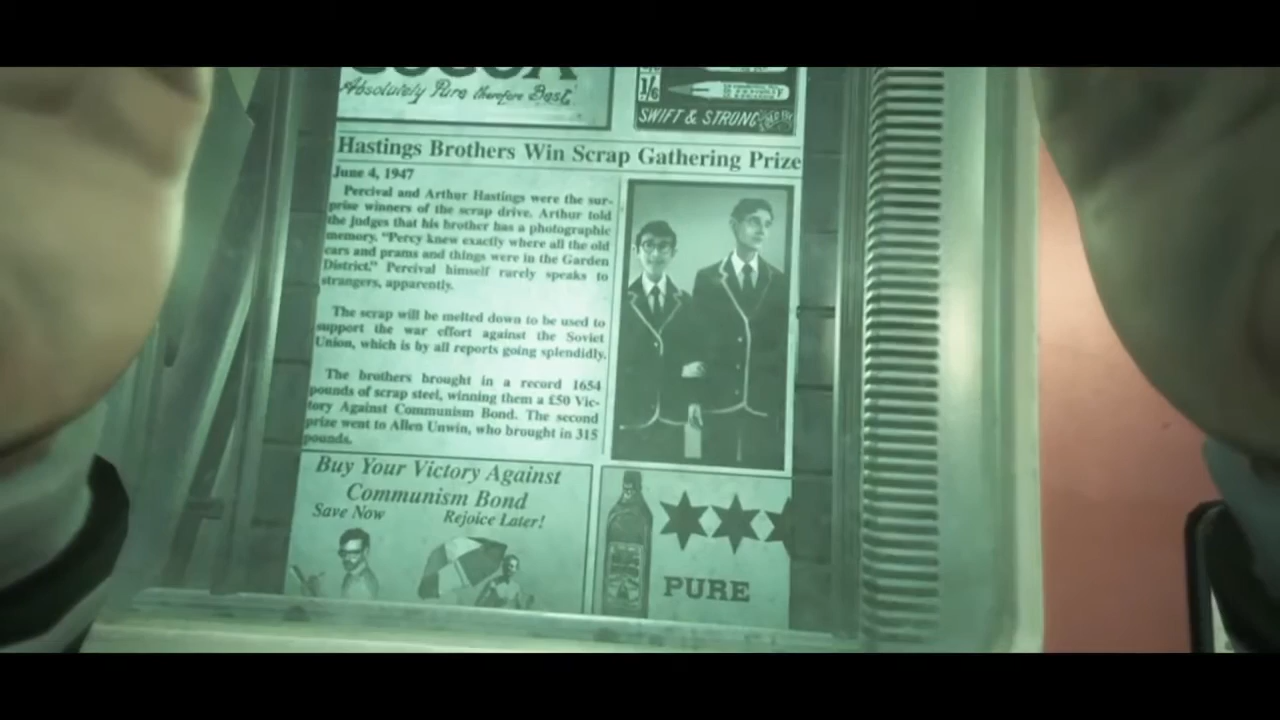 COCOA
Absolutely Pure therefore Best
1/6
SWIFT & STRONG
Hastings Brothers Win Scrap Gathering Prize
June 4, 1947
Percival and Arthur Hastings were the sur-
prise winners of the scrap drive. Arthur told
the judges that his brother has a photographic
memory. “Percy knew exactly where all the old
cars and prams and things were in the Garden
District.” Percival himself rarely speaks to
strangers, apparently.
The scrap will be melted down to be used to
support the war effort against the Soviet
Union, which is by all reports going splendidly.
The brothers brought in a record 1654
pounds of scrap steel, winning them a £50 Vic-
tory Against Communism Bond. The second
prize went to Allen Unwin, who brought in 315
pounds.
Buy Your Victory Against
Communism Bond
Save Now
Rejoice Later!
PURE